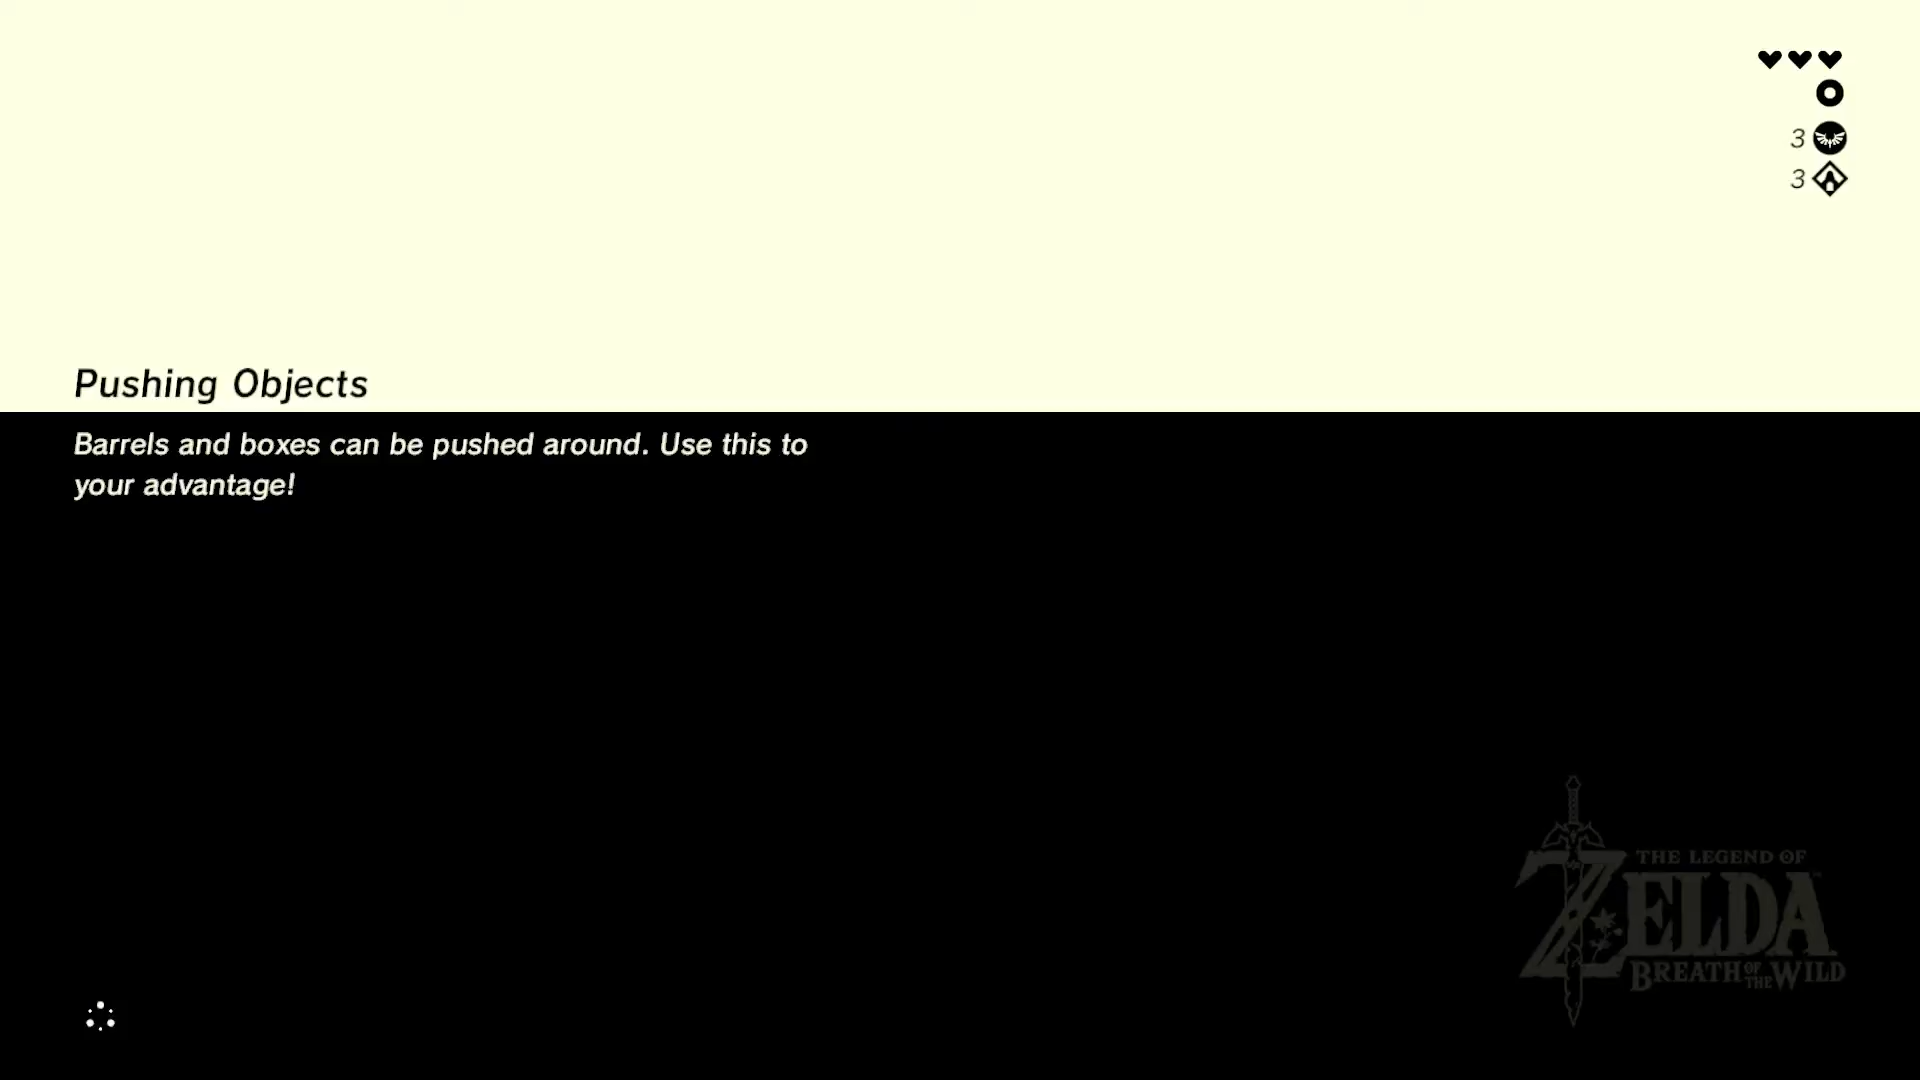 3
3
Pushing Objects
Barrels and boxes can be pushed around. Use this to
your advantage!
THE LEGEND OF
ZELDA
BREATH OF THE WILD